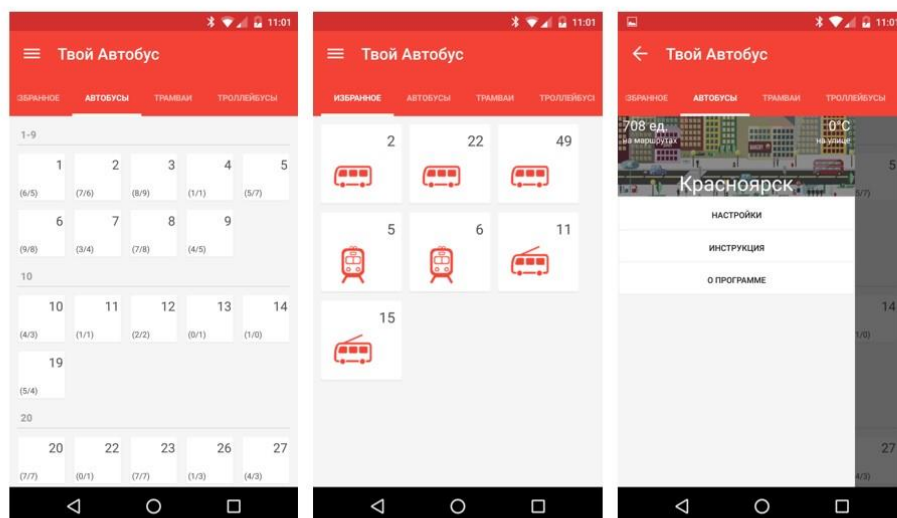 11:01
Твой Автобус
ЗБРАННОЕ АВТОБУСЫ ТРАМВАИ ТРОЛЛЕЙБУСЫ
1-9
1 2 3 4 5
(6/5) (7/6) (8/9) (1/1) (5/7)
6 7 8 9
(9/8) (3/4) (7/8) (4/5)
10
10 11 12 13 14
(4/3) (1/1) (2/2) (0/1) (1/0)
19
(5/4)
20
20 22 23 26 27
(7/7) (0/1) (7/7) (1/3) (4/3)
11:01
Твой Автобус
ИЗБРАННОЕ АВТОБУСЫ ТРАМВАИ ТРОЛЛЕЙБУСІ
2 22 49
5 6 11
15
11:01
Твой Автобус
ЗБРАННОЕ АВТОБУСЫ ТРАМВАИ ТРОЛЛЕЙБУСЫ
708 ед. 0°C
на маршрутах на улице
5
5/7)
Красноярск
НАСТРОЙКИ
ИНСТРУКЦИЯ
О ПРОГРАММЕ
14
1/0)
27
4/3)